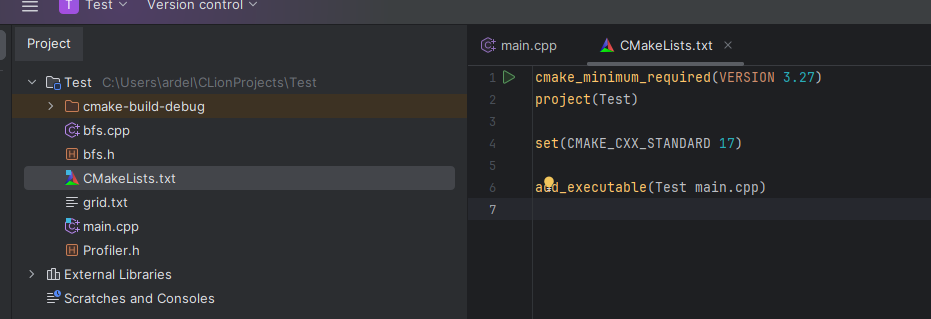 T Test Version control
Project
Test C:\Users\ardel\CLionProjects\Test
cmake-build-debug
bfs.cpp
bfs.h
CMakeLists.txt
grid.txt
main.cpp
Profiler.h
External Libraries
Scratches and Consoles
main.cpp CMakeLists.txt
1 cmake_minimum_required(VERSION 3.27)
2 project(Test)
3
4 set(CMAKE_CXX_STANDARD 17)
5
6 add_executable(Test main.cpp)
7